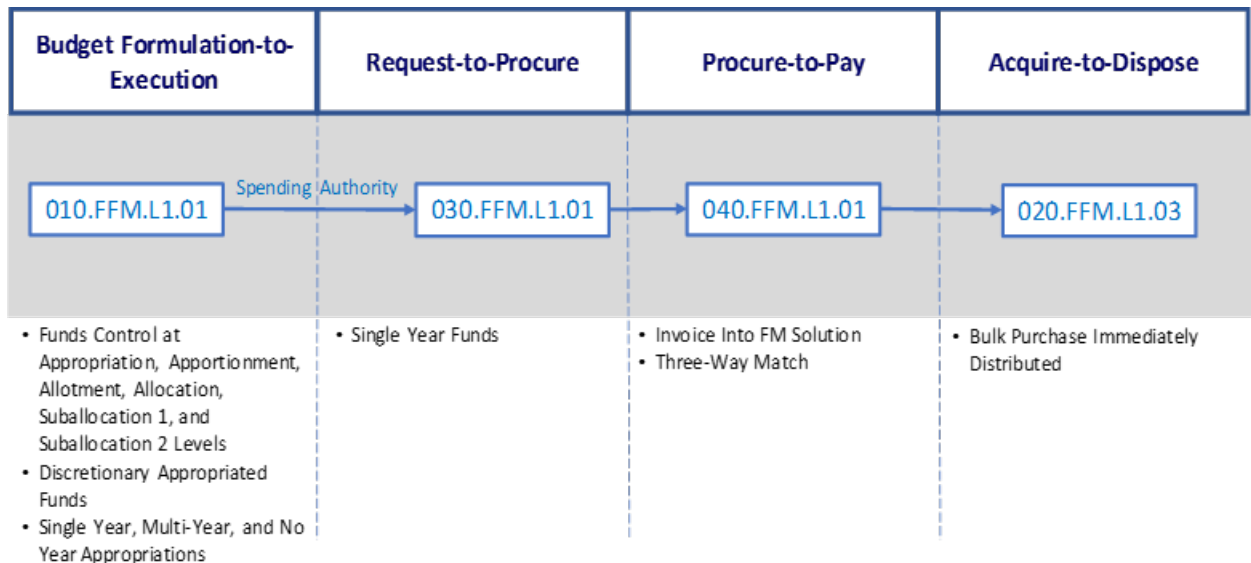 Budget Formulation-to-
Execution
Request-to-Procure
Procure-to-Pay
Acquire-to-Dispose
010.FFM.L1.01
Spending Authority
030.FFM.L1.01
040.FFM.L1.01
020.FFM.L1.03
• Funds Control at
Appropriation, Apportionment,
Allotment, Allocation,
Suballocation 1, and
Suballocation 2 Levels
• Discretionary Appropriated
Funds
• Single Year, Multi-Year, and No
Year Appropriations
• Single Year Funds
• Invoice Into FM Solution
• Three-Way Match
• Bulk Purchase Immediately
Distributed